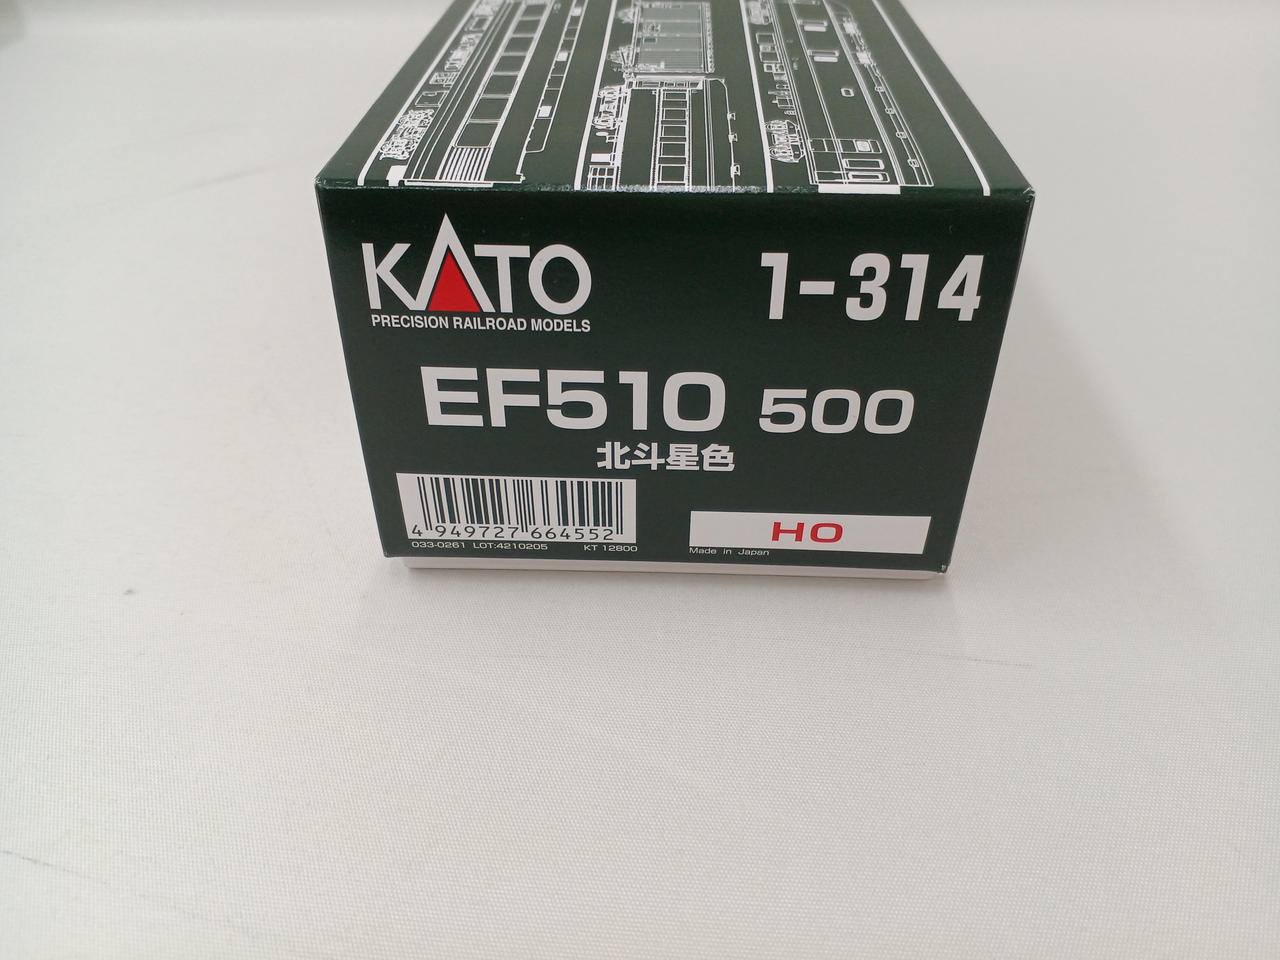 KATO 1-314
PRECISION RAILROAD MODELS
EF510 500
北斗星色
4 949727 664552
HO
033-0261 LOT:4210205 KT 12800
Made in Japan